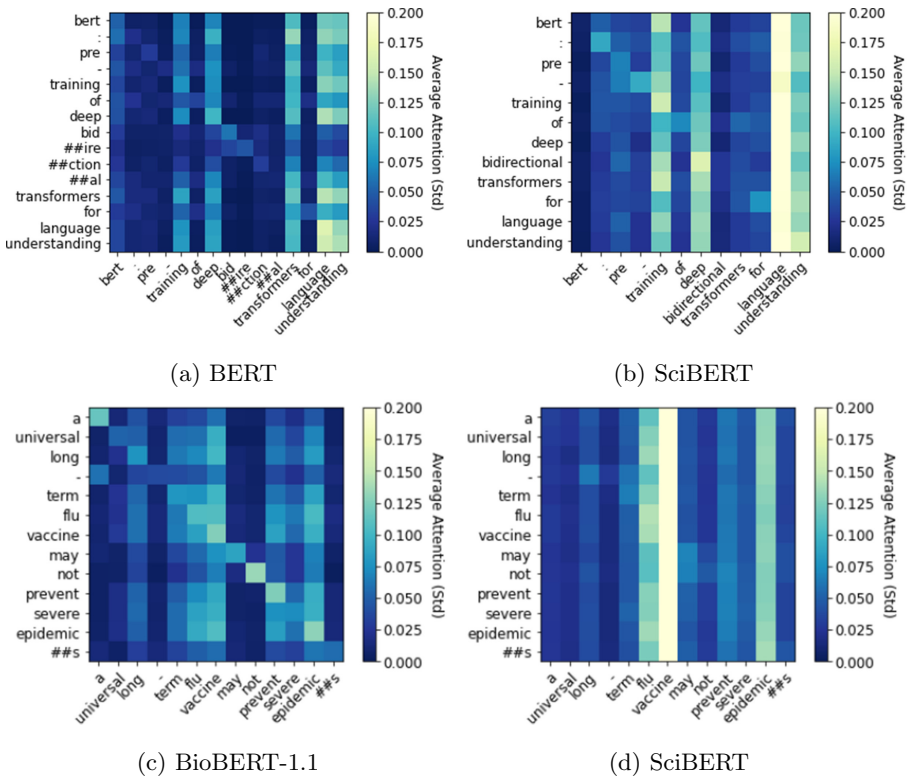 bert
:
pre
-
training
of
deep
bid
##ire
##ction
##al
transformers
for
language
understanding
bert
:
pre
-
training
of
deep
bid
##ire
##ction
##al
transformers
for
language
understanding
0.200
0.175
0.150
0.125
0.100
0.075
0.050
0.025
0.000
Average Attention (Std)
(a) BERT
bert
:
pre
-
training
of
deep
bidirectional
transformers
for
language
understanding
bert
:
pre
-
training
of
deep
bidirectional
transformers
for
language
understanding
0.200
0.175
0.150
0.125
0.100
0.075
0.050
0.025
0.000
Average Attention (Std)
(b) SciBERT
a
universal
long
-
term
flu
vaccine
may
not
prevent
severe
epidemic
##s
a
universal
long
-
term
flu
vaccine
may
not
prevent
severe
epidemic
##s
0.200
0.175
0.150
0.125
0.100
0.075
0.050
0.025
0.000
Average Attention (Std)
(c) BioBERT-1.1
a
universal
long
-
term
flu
vaccine
may
not
prevent
severe
epidemic
##s
a
universal
long
-
term
flu
vaccine
may
not
prevent
severe
epidemic
##s
0.200
0.175
0.150
0.125
0.100
0.075
0.050
0.025
0.000
Average Attention (Std)
(d) SciBERT